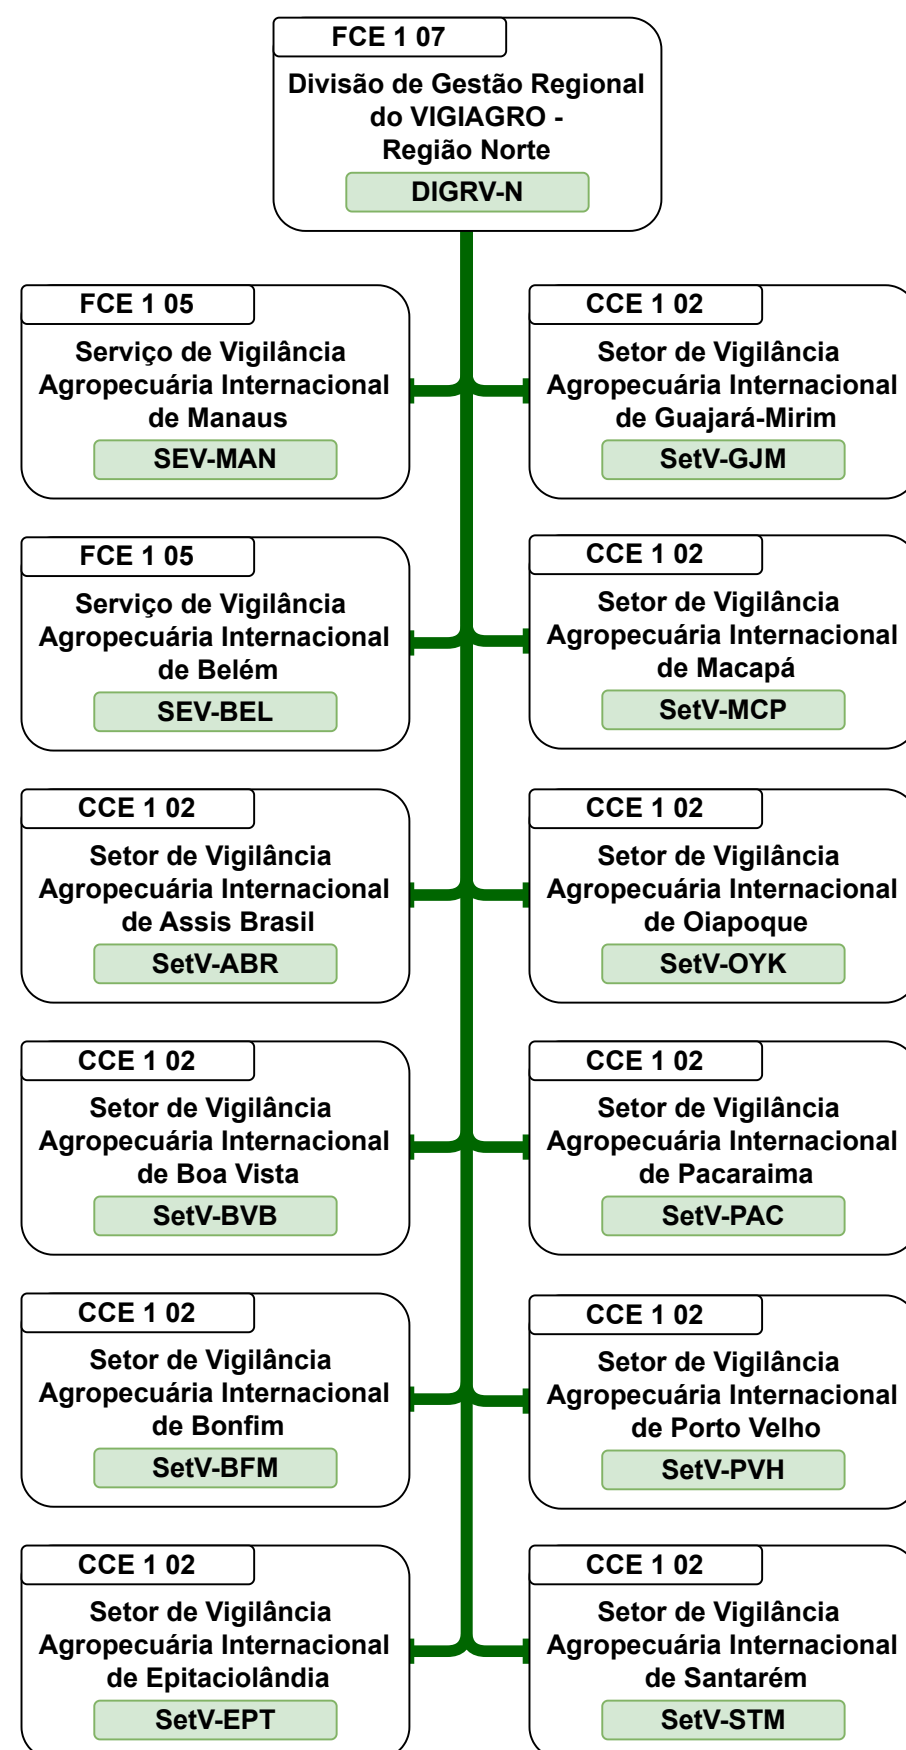 FCE 1 07
Divisão de Gestão Regional
do VIGIAGRO -
Região Norte
DIGRV-N
FCE 1 05
Serviço de Vigilância
Agropecuária Internacional
de Manaus
SEV-MAN
CCE 1 02
Setor de Vigilância
Agropecuária Internacional
de Guajará-Mirim
SetV-GJM
FCE 1 05
Serviço de Vigilância
Agropecuária Internacional
de Belém
SEV-BEL
CCE 1 02
Setor de Vigilância
Agropecuária Internacional
de Macapá
SetV-MCP
CCE 1 02
Setor de Vigilância
Agropecuária Internacional
de Assis Brasil
SetV-ABR
CCE 1 02
Setor de Vigilância
Agropecuária Internacional
de Oiapoque
SetV-OYK
CCE 1 02
Setor de Vigilância
Agropecuária Internacional
de Boa Vista
SetV-BVB
CCE 1 02
Setor de Vigilância
Agropecuária Internacional
de Pacaraima
SetV-PAC
CCE 1 02
Setor de Vigilância
Agropecuária Internacional
de Bonfim
SetV-BFM
CCE 1 02
Setor de Vigilância
Agropecuária Internacional
de Porto Velho
SetV-PVH
CCE 1 02
Setor de Vigilância
Agropecuária Internacional
de Epitaciolândia
SetV-EPT
CCE 1 02
Setor de Vigilância
Agropecuária Internacional
de Santarém
SetV-STM